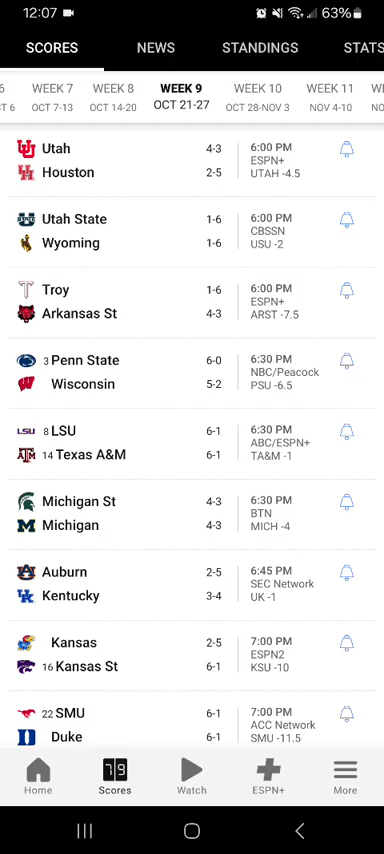 12:07 63%
SCORES NEWS STANDINGS STATS
6 WEEK 7 WEEK 8 WEEK 9 WEEK 10 WEEK 11 W
CT 6 OCT 7-13 OCT 14-20 OCT 21-27 OCT 28-NOV 3 NOV 4-10 NO
Utah 4-3 6:00 PM
ESPN+
Houston 2-5 UTAH -4.5
Utah State 1-6 6:00 PM
CBSSN
Wyoming 1-6 USU -2
Troy 1-6 6:00 PM
ESPN+
Arkansas St 4-3 ARST -7.5
3 Penn State 6-0 6:30 PM
NBC/Peacock
Wisconsin 5-2 PSU -6.5
LSU 8 LSU 6-1 6:30 PM
ABC/ESPN+
14 Texas A&M 6-1 TA&M -1
Michigan St 4-3 6:30 PM
BTN
Michigan 4-3 MICH -4
Auburn 2-5 6:45 PM
SEC Network
Kentucky 3-4 UK -1
Kansas 2-5 7:00 PM
ESPN2
16 Kansas St 6-1 KSU -10
22 SMU 6-1 7:00 PM
ACC Network
Duke 6-1 SMU -11.5
Home Scores Watch ESPN+ More